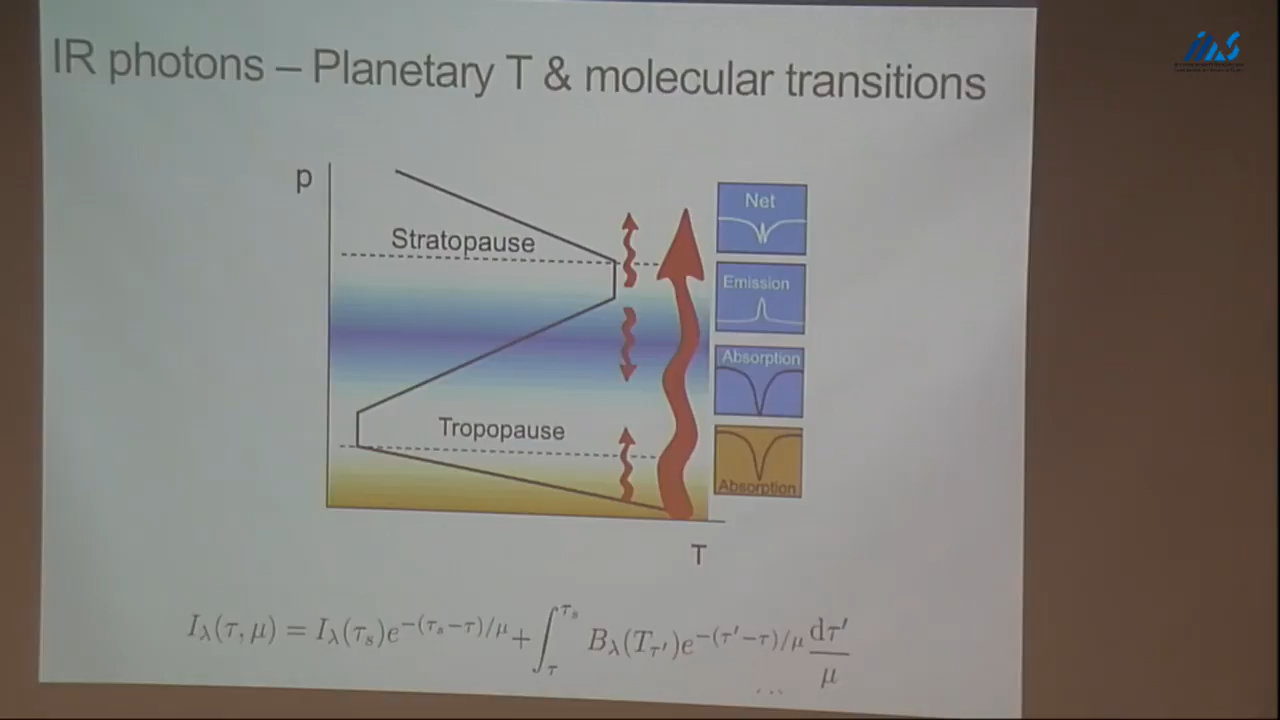 IR photons – Planetary T & molecular transitions
p
Stratopause
Tropopause
T
Net
Emission
Absorption
Absorption
I_λ(τ, μ) = I_λ(τ_s)e^{−(τ_s−τ)/μ} + ∫_τ^{τ_s} B_λ(T_{τ′})e^{−(τ′−τ)/μ} dτ′/μ
...